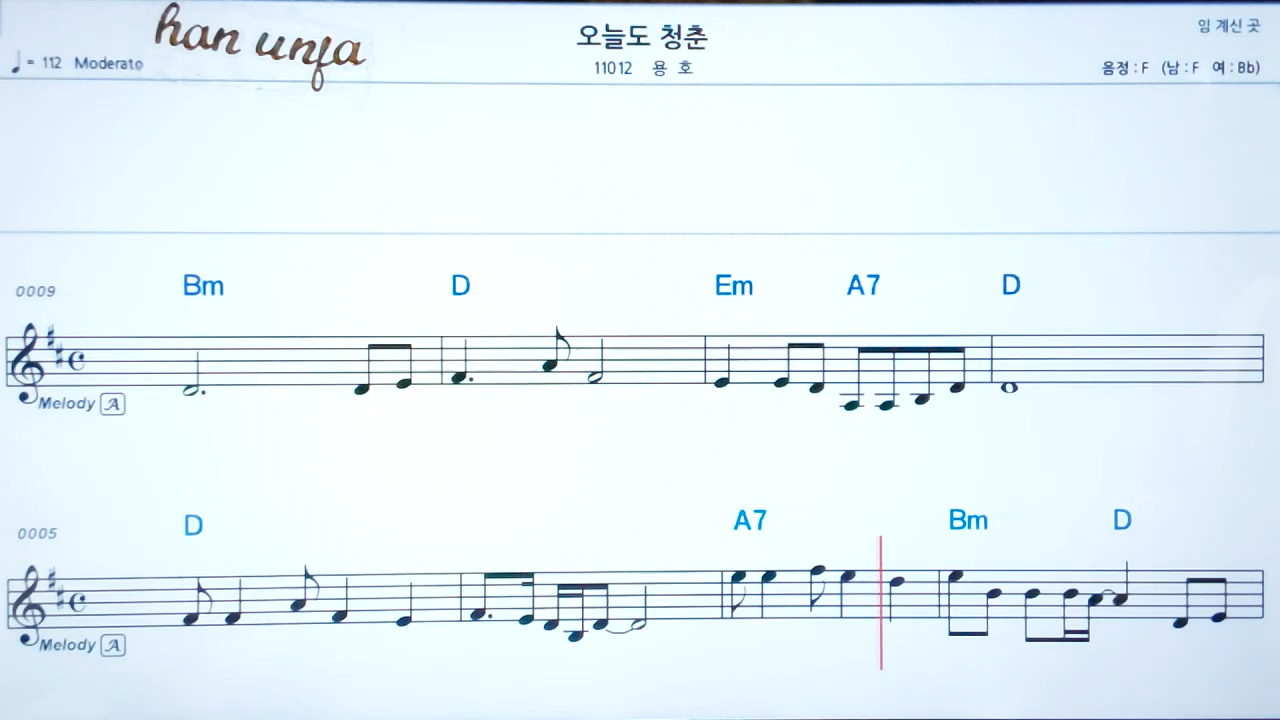 han unfa
오늘도 청춘
임 계신 곳
♩= 112 Moderato
11012 용 호
음정 : F (남 : F 여 : Bb)
0009 Bm D Em A7 D
Melody A
0005 D A7 Bm D
Melody A